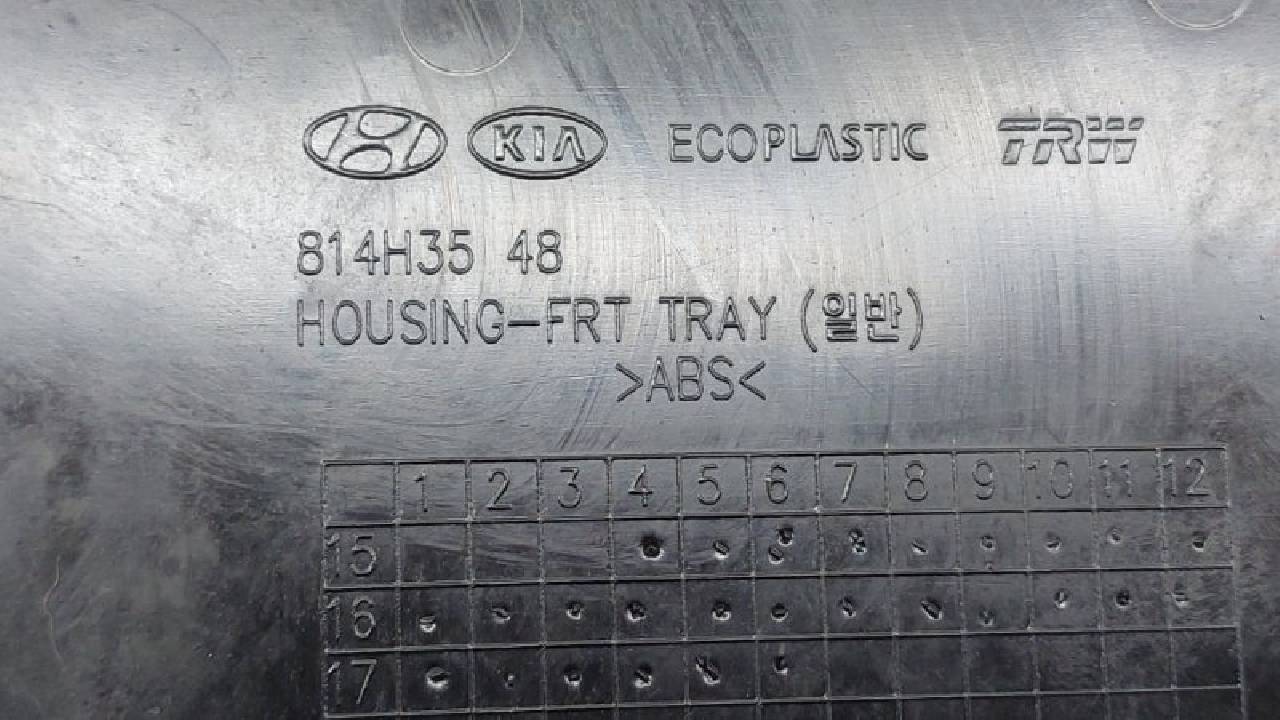 KIA ECOPLASTIC TRW
814H35 48
HOUSING-FRT TRAY (일반)
>ABS<
1 2 3 4 5 6 7 8 9 10 11 12
15
16
17